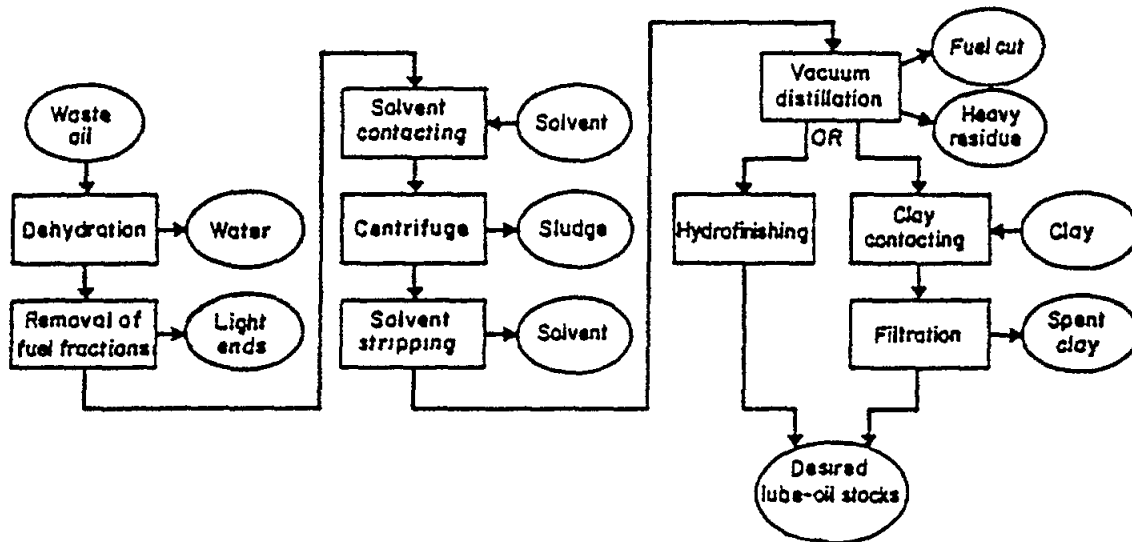 Waste
oil
Dehydration
Water
Removal of
fuel fractions
Light
ends
Solvent
contacting
Solvent
Centrifuge
Sludge
Solvent
stripping
Solvent
Vacuum
distillation
Fuel cut
Heavy
residue
OR
Hydrofinishing
Clay
contacting
Clay
Filtration
Spent
clay
Desired
lube-oil stocks